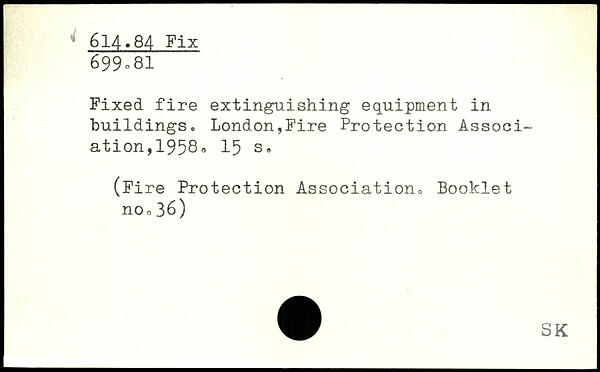 614.84 Fix
699.81
Fixed fire extinguishing equipment in
buildings. London,Fire Protection Associ-
ation,1958. 15 s.
(Fire Protection Association. Booklet
no.36)
SK